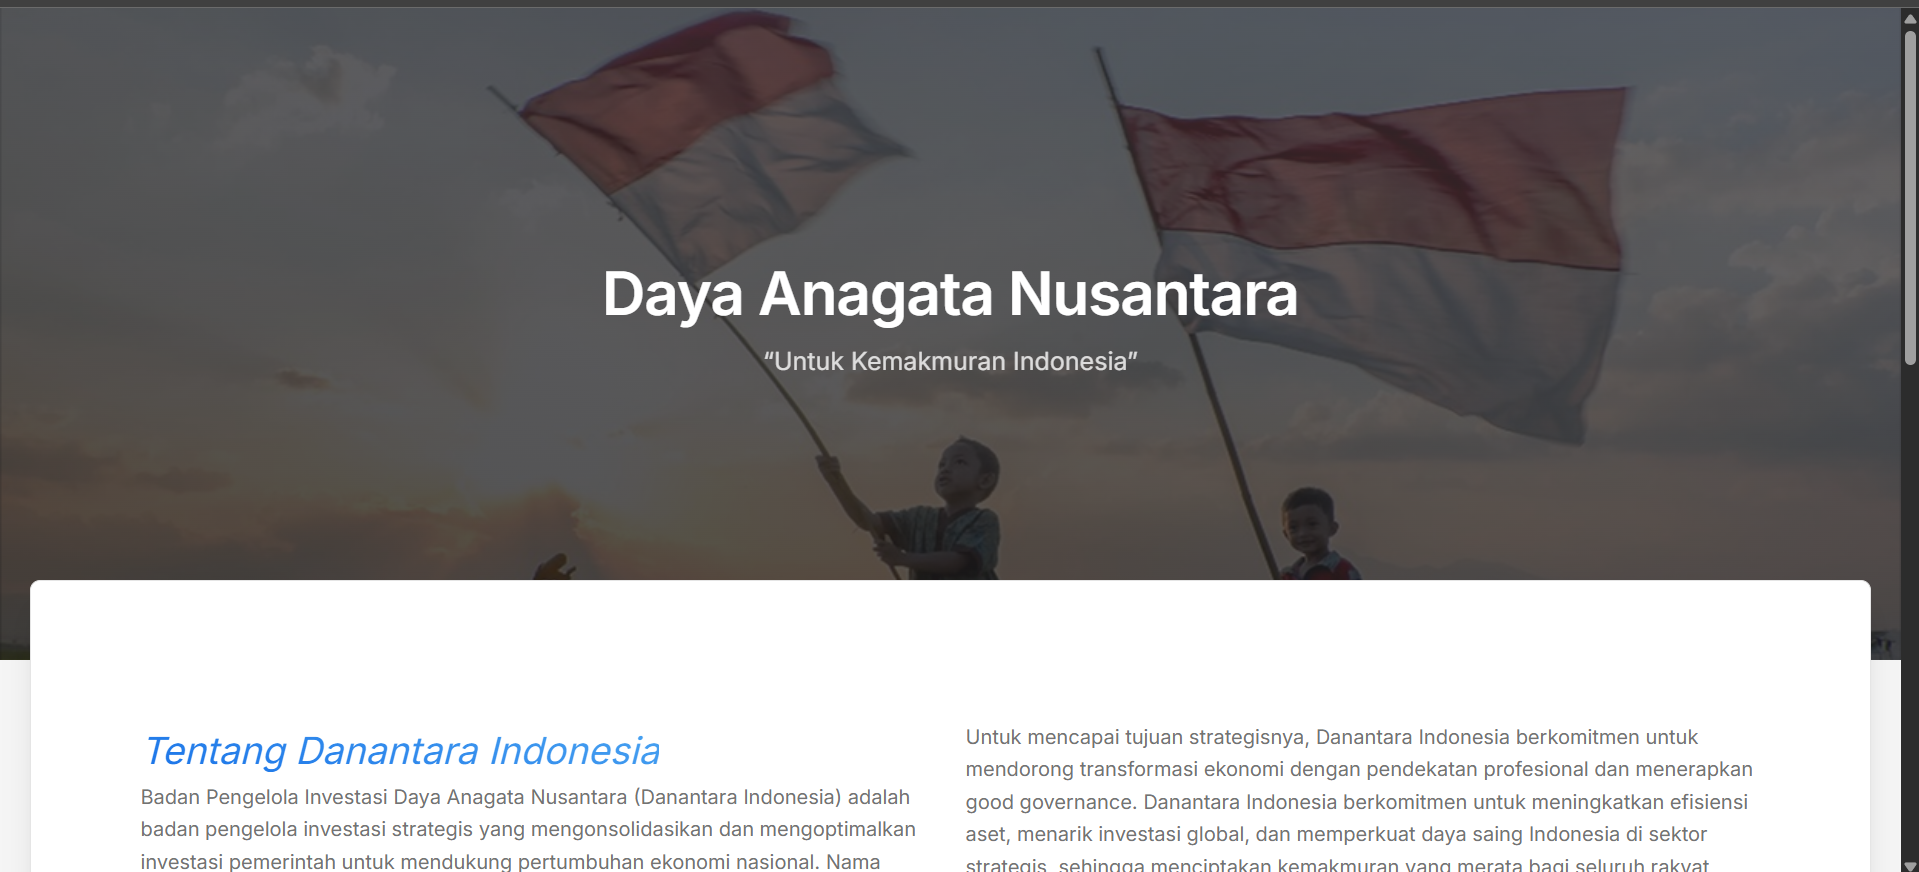 Daya Anagata Nusantara
“Untuk Kemakmuran Indonesia”
Tentang Danantara Indonesia
Badan Pengelola Investasi Daya Anagata Nusantara (Danantara Indonesia) adalah
badan pengelola investasi strategis yang mengonsolidasikan dan mengoptimalkan
investasi pemerintah untuk mendukung pertumbuhan ekonomi nasional. Nama
Untuk mencapai tujuan strategisnya, Danantara Indonesia berkomitmen untuk
mendorong transformasi ekonomi dengan pendekatan profesional dan menerapkan
good governance. Danantara Indonesia berkomitmen untuk meningkatkan efisiensi
aset, menarik investasi global, dan memperkuat daya saing Indonesia di sektor
strategis, sehingga menciptakan kemakmuran yang merata bagi seluruh rakyat